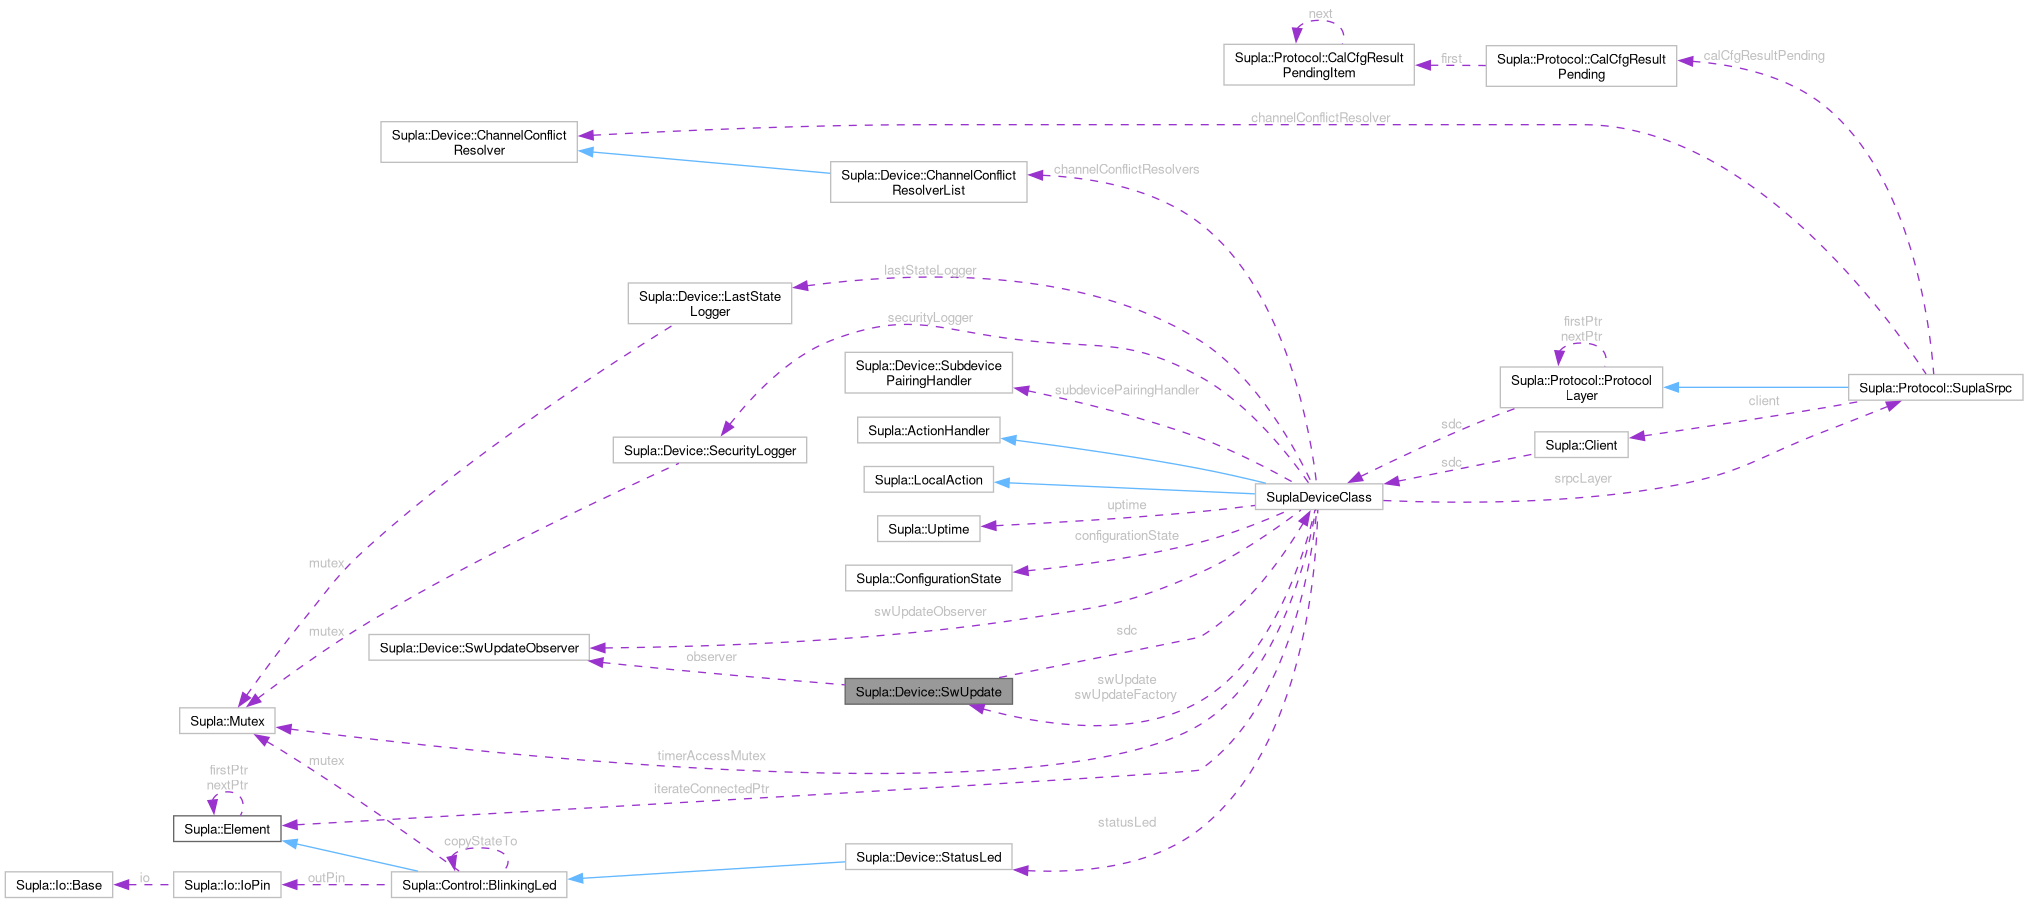 next
Supla::Protocol::CalCfgResult
PendingItem
first
Supla::Protocol::CalCfgResult
Pending
calCfgResultPending
channelConflictResolver
Supla::Device::ChannelConflict
Resolver
Supla::Device::ChannelConflict
ResolverList
channelConflictResolvers
lastStateLogger
Supla::Device::LastState
Logger
securityLogger
firstPtr
nextPtr
Supla::Device::Subdevice
PairingHandler
subdevicePairingHandler
Supla::Protocol::Protocol
Layer
Supla::Protocol::SuplaSrpc
client
Supla::ActionHandler
sdc
Supla::Client
Supla::Device::SecurityLogger
sdc
Supla::LocalAction
srpcLayer
SuplaDeviceClass
uptime
Supla::Uptime
configurationState
mutex
Supla::ConfigurationState
swUpdateObserver
mutex
sdc
Supla::Device::SwUpdateObserver
observer
swUpdate
swUpdateFactory
Supla::Device::SwUpdate
Supla::Mutex
timerAccessMutex
mutex
firstPtr
nextPtr
iterateConnectedPtr
statusLed
Supla::Element
copyStateTo
Supla::Device::StatusLed
Supla::Io::Base
io
Supla::Io::IoPin
outPin
Supla::Control::BlinkingLed